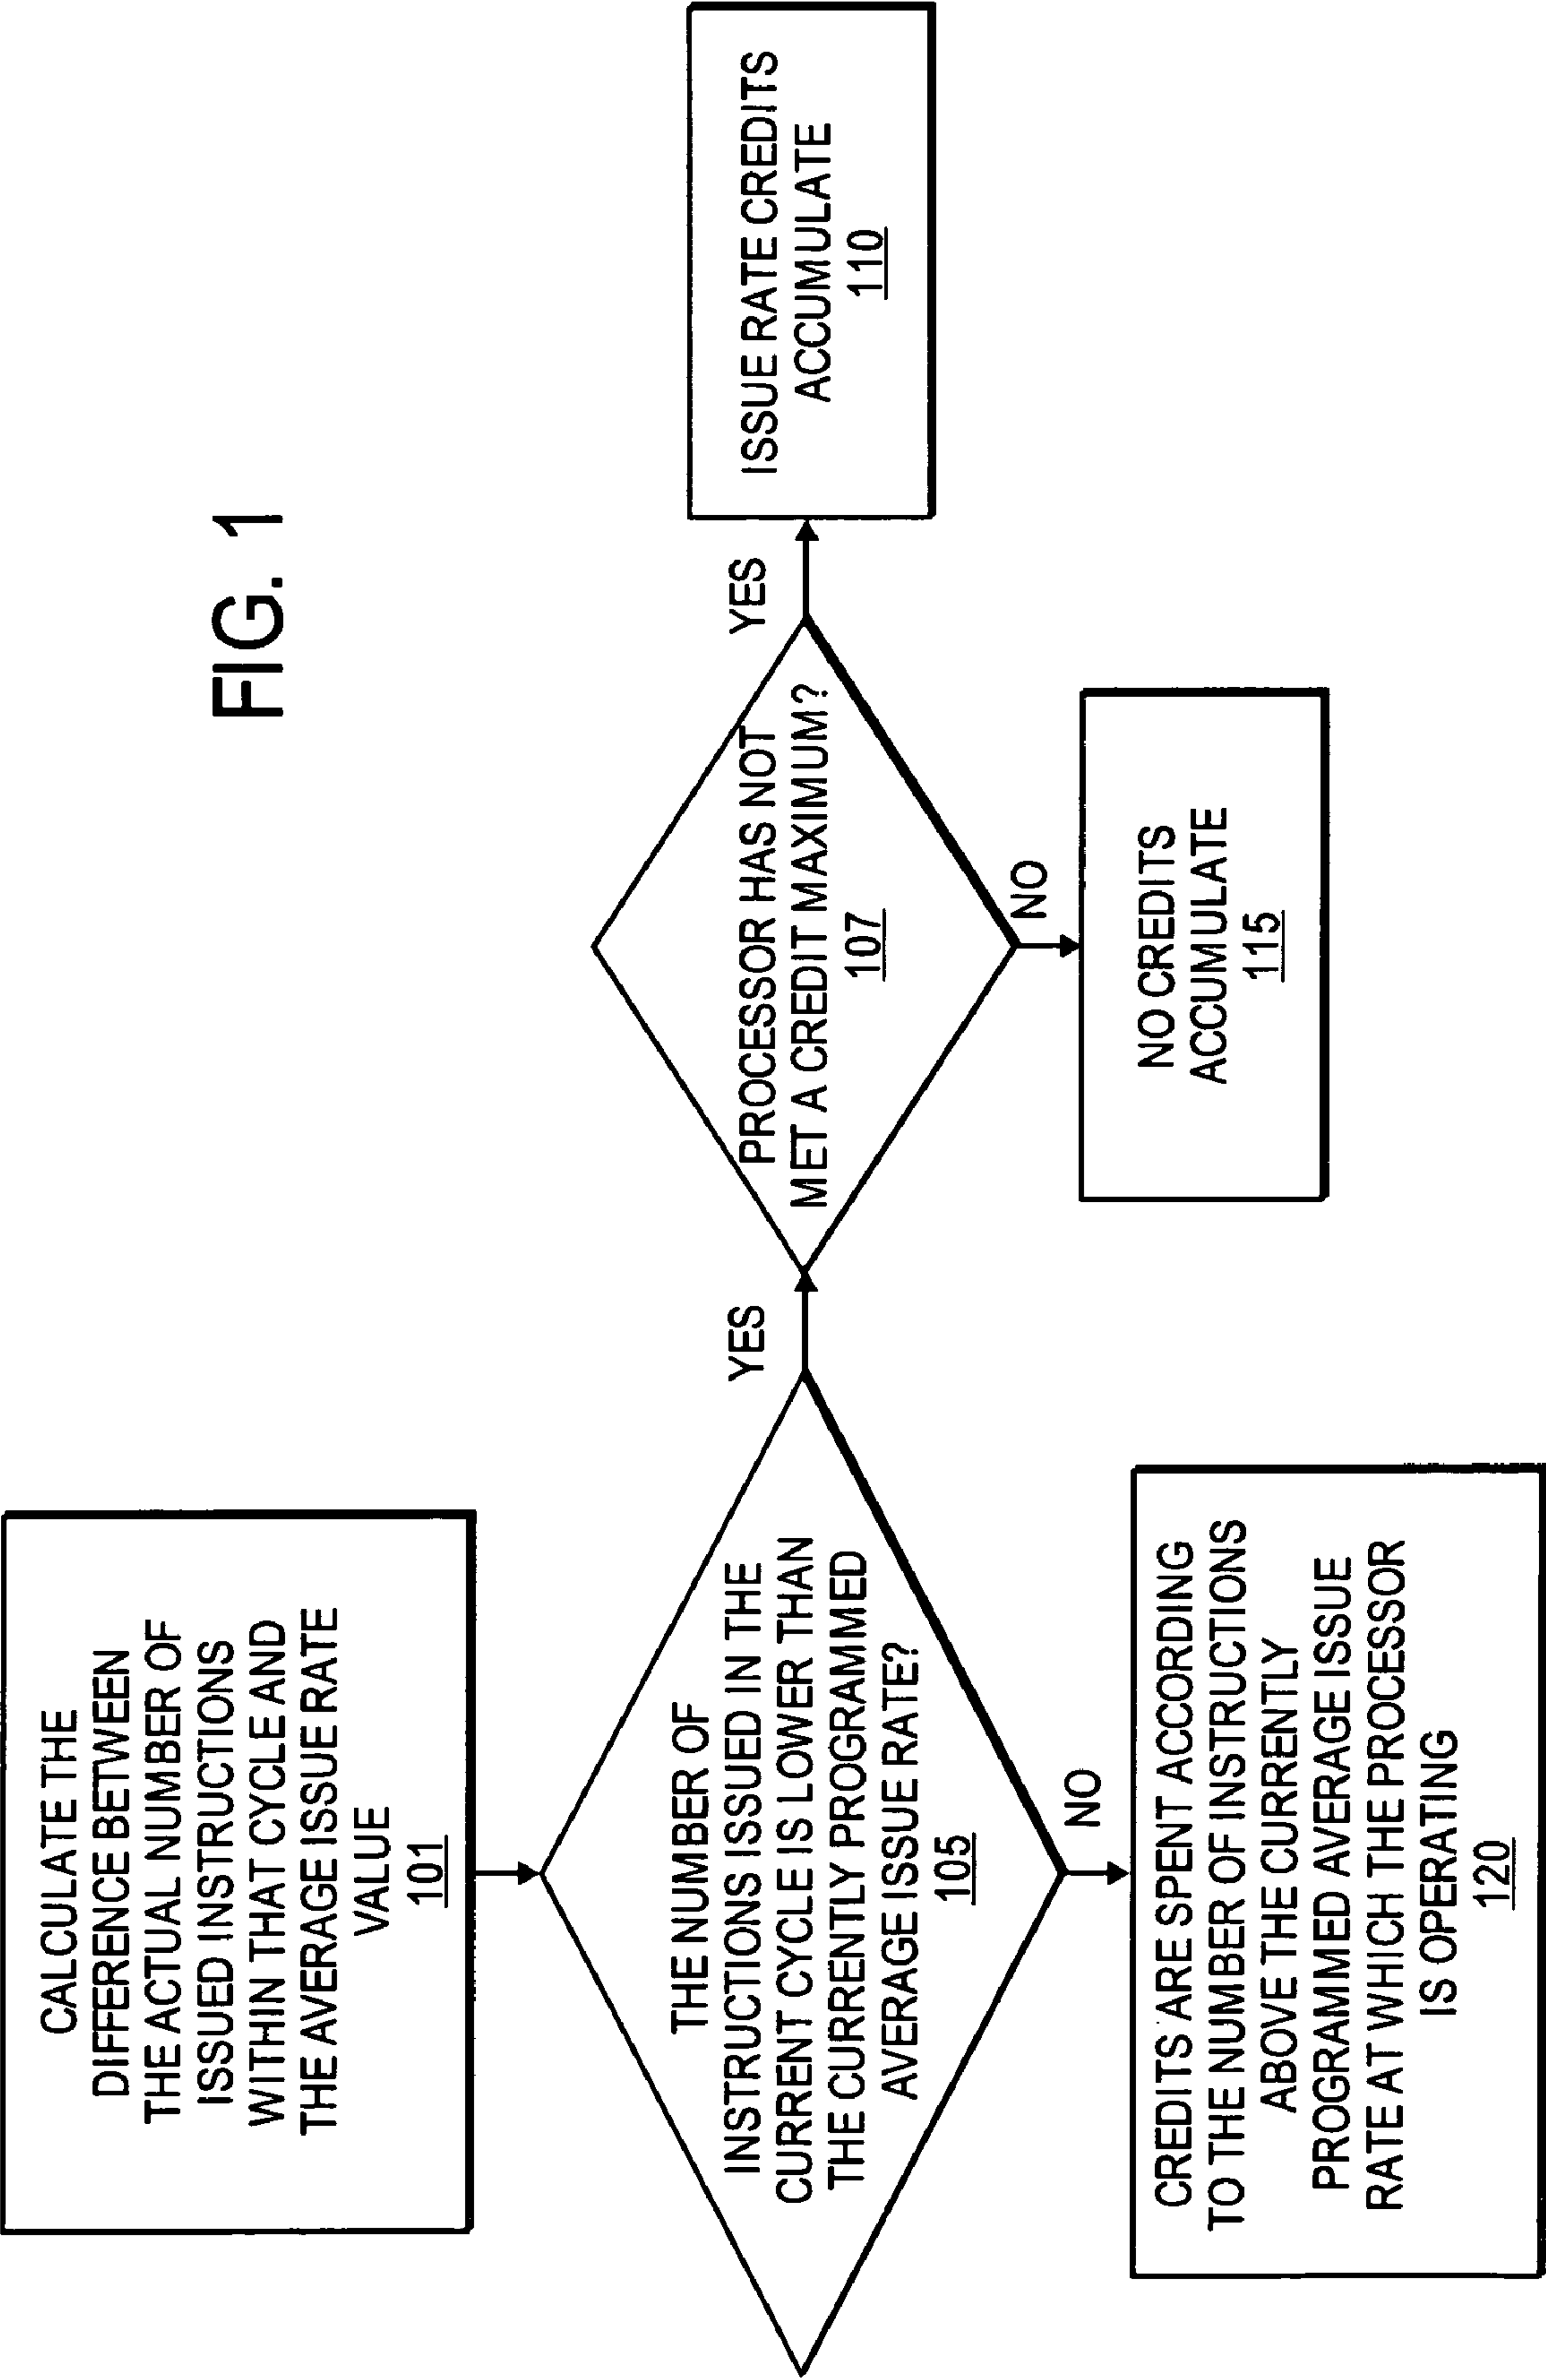 FIG. 1
CALCULATE THE
DIFFERENCE BETWEEN
THE ACTUAL NUMBER OF
ISSUED INSTRUCTIONS
WITHIN THAT CYCLE AND
THE AVERAGE ISSUE RATE
VALUE
101
THE NUMBER OF
INSTRUCTIONS ISSUED IN THE
CURRENT CYCLE IS LOWER THAN
THE CURRENTLY PROGRAMMED
AVERAGE ISSUE RATE?
105
YES
PROCESSOR HAS NOT
MET A CREDIT MAXIMUM?
107
YES
ISSUE RATE CREDITS
ACCUMULATE
110
NO
CREDITS ARE SPENT ACCORDING
TO THE NUMBER OF INSTRUCTIONS
ABOVE THE CURRENTLY
PROGRAMMED AVERAGE ISSUE
RATE AT WHICH THE PROCESSOR
IS OPERATING
120
NO
NO CREDITS
ACCUMULATE
115